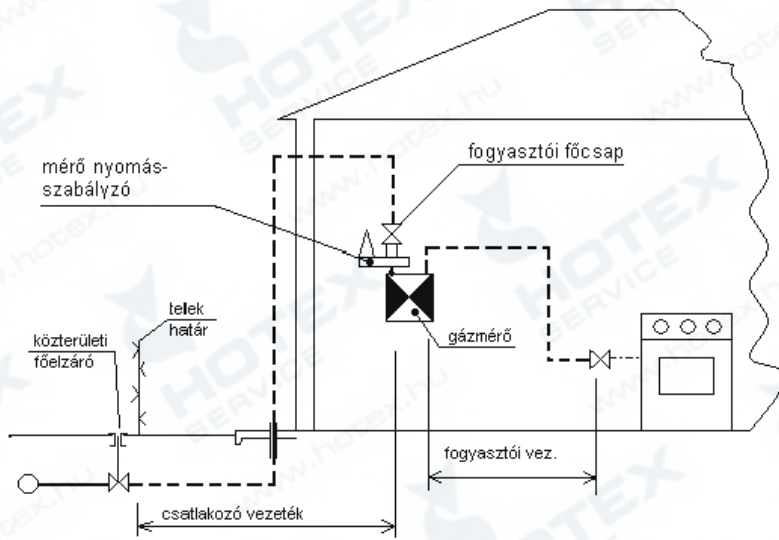 mérő nyomás-
szabályzó
fogyasztói főcsap
telek
határ
közterületi
főelzáró
gázmérő
fogyasztói vez.
csatlakozó vezeték
HOTEX
SERVICE
www.hotex.hu